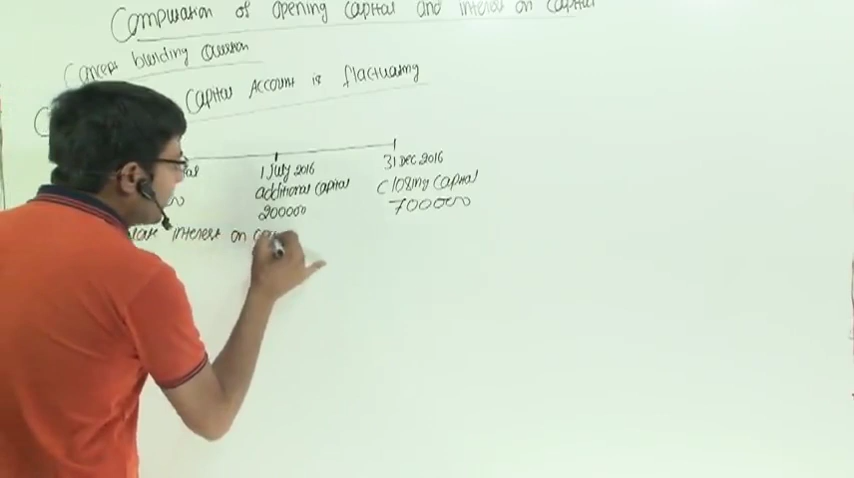 Computation of Opening Capital and interest on Capital
Concept building Question
Capital Account is flactuating
1 July 2016 31 Dec 2016
additional Capital closing Capital
200000 700000
interest on